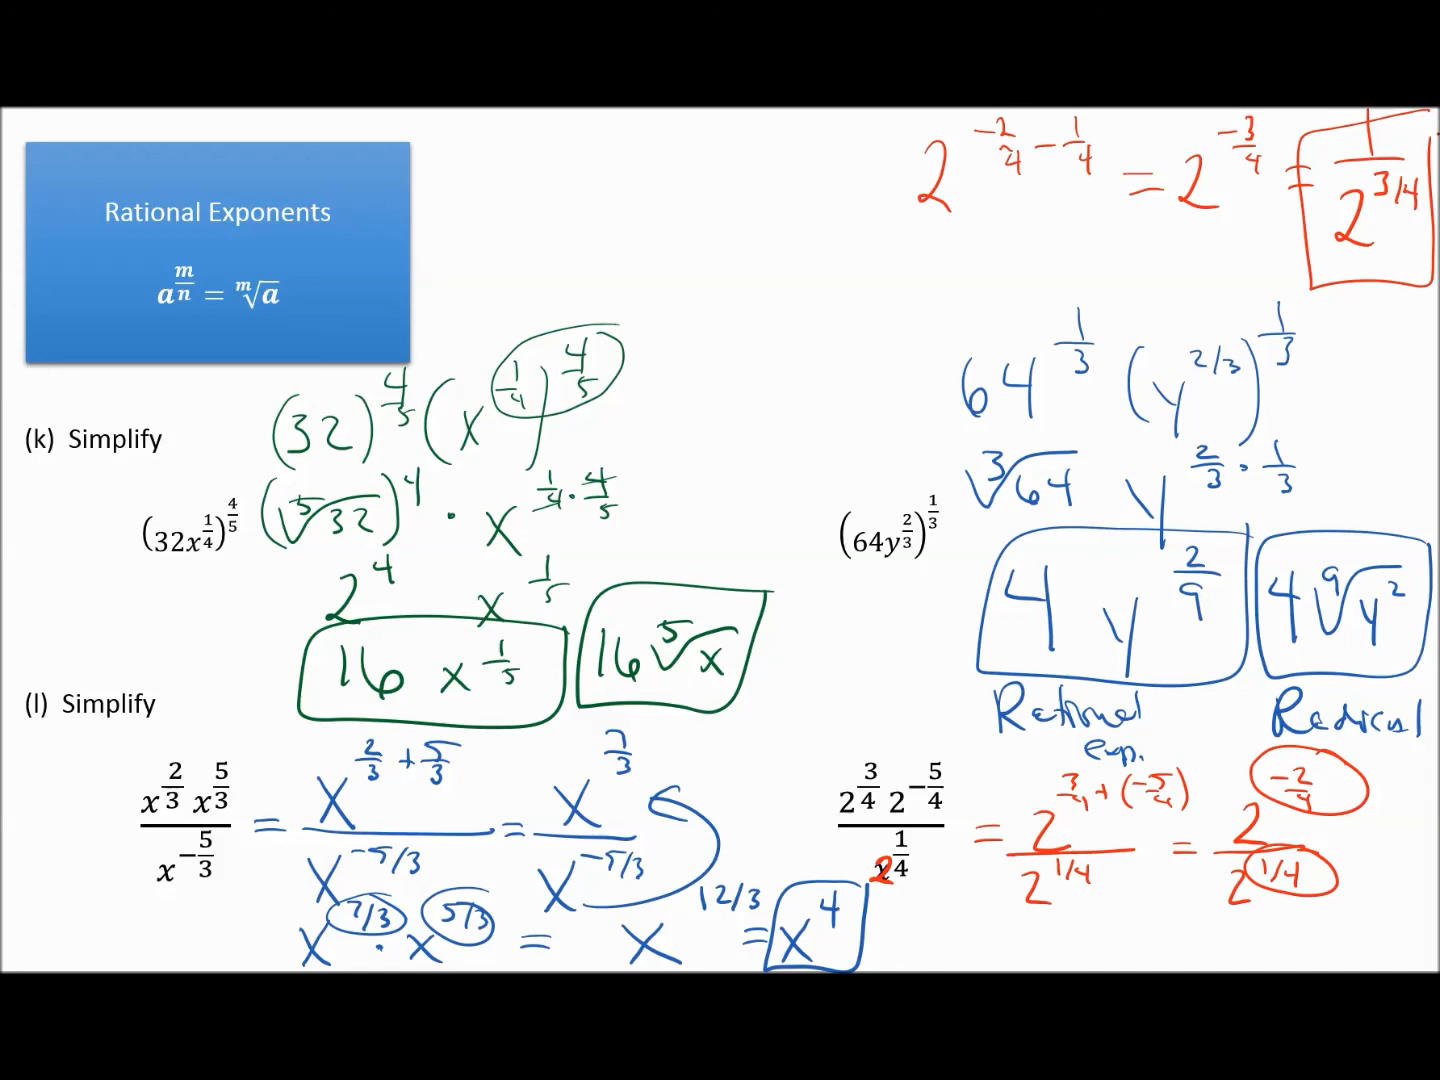 2^{-2/4 - 1/4} = 2^{-3/4} = 1/2^{3/4}
Rational Exponents
a^{m/n} = ᵐ√a
(k) Simplify
(32x^{1/4})^{4/5}
(32)^{4/5} (x^{1/4})^{4/5}
(⁵√32)^4 · x^{1/4 · 4/5}
2^4 x^{1/5}
16 x^{1/5} 16 ⁵√x
(64y^{2/3})^{1/3}
64^{1/3} (y^{2/3})^{1/3}
³√64 y^{2/3 · 1/3}
4 y^{2/9} 4 ⁹√y^2
Rational exp. Radical
(l) Simplify
x^{2/3} x^{5/3} / x^{-5/3} = x^{2/3 + 5/3} / x^{-5/3} = x^{7/3} / x^{-5/3}
x^{7/3} · x^{5/3} = x^{12/3} = x^4
2^{3/4} 2^{-5/4} / 2^{1/4} = 2^{3/4 + (-5/4)} / 2^{1/4} = 2^{-2/4} / 2^{1/4}